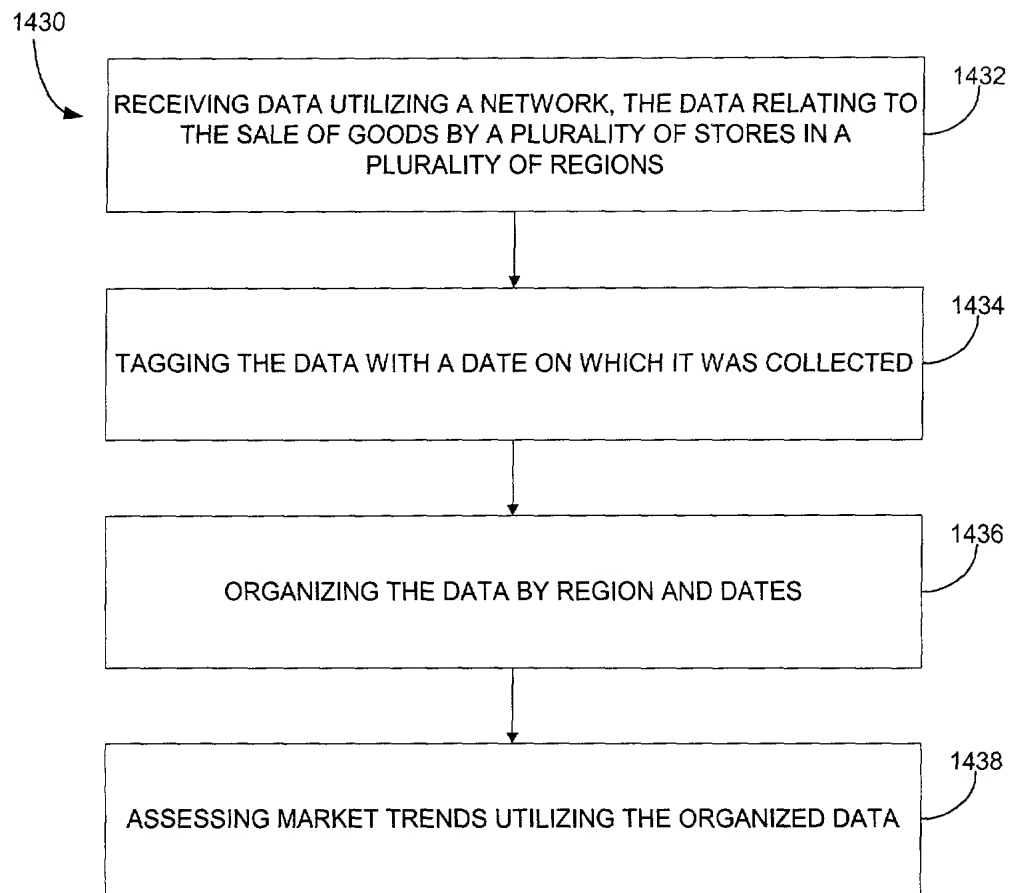 1430
1432
RECEIVING DATA UTILIZING A NETWORK, THE DATA RELATING TO
THE SALE OF GOODS BY A PLURALITY OF STORES IN A
PLURALITY OF REGIONS
1434
TAGGING THE DATA WITH A DATE ON WHICH IT WAS COLLECTED
1436
ORGANIZING THE DATA BY REGION AND DATES
1438
ASSESSING MARKET TRENDS UTILIZING THE ORGANIZED DATA